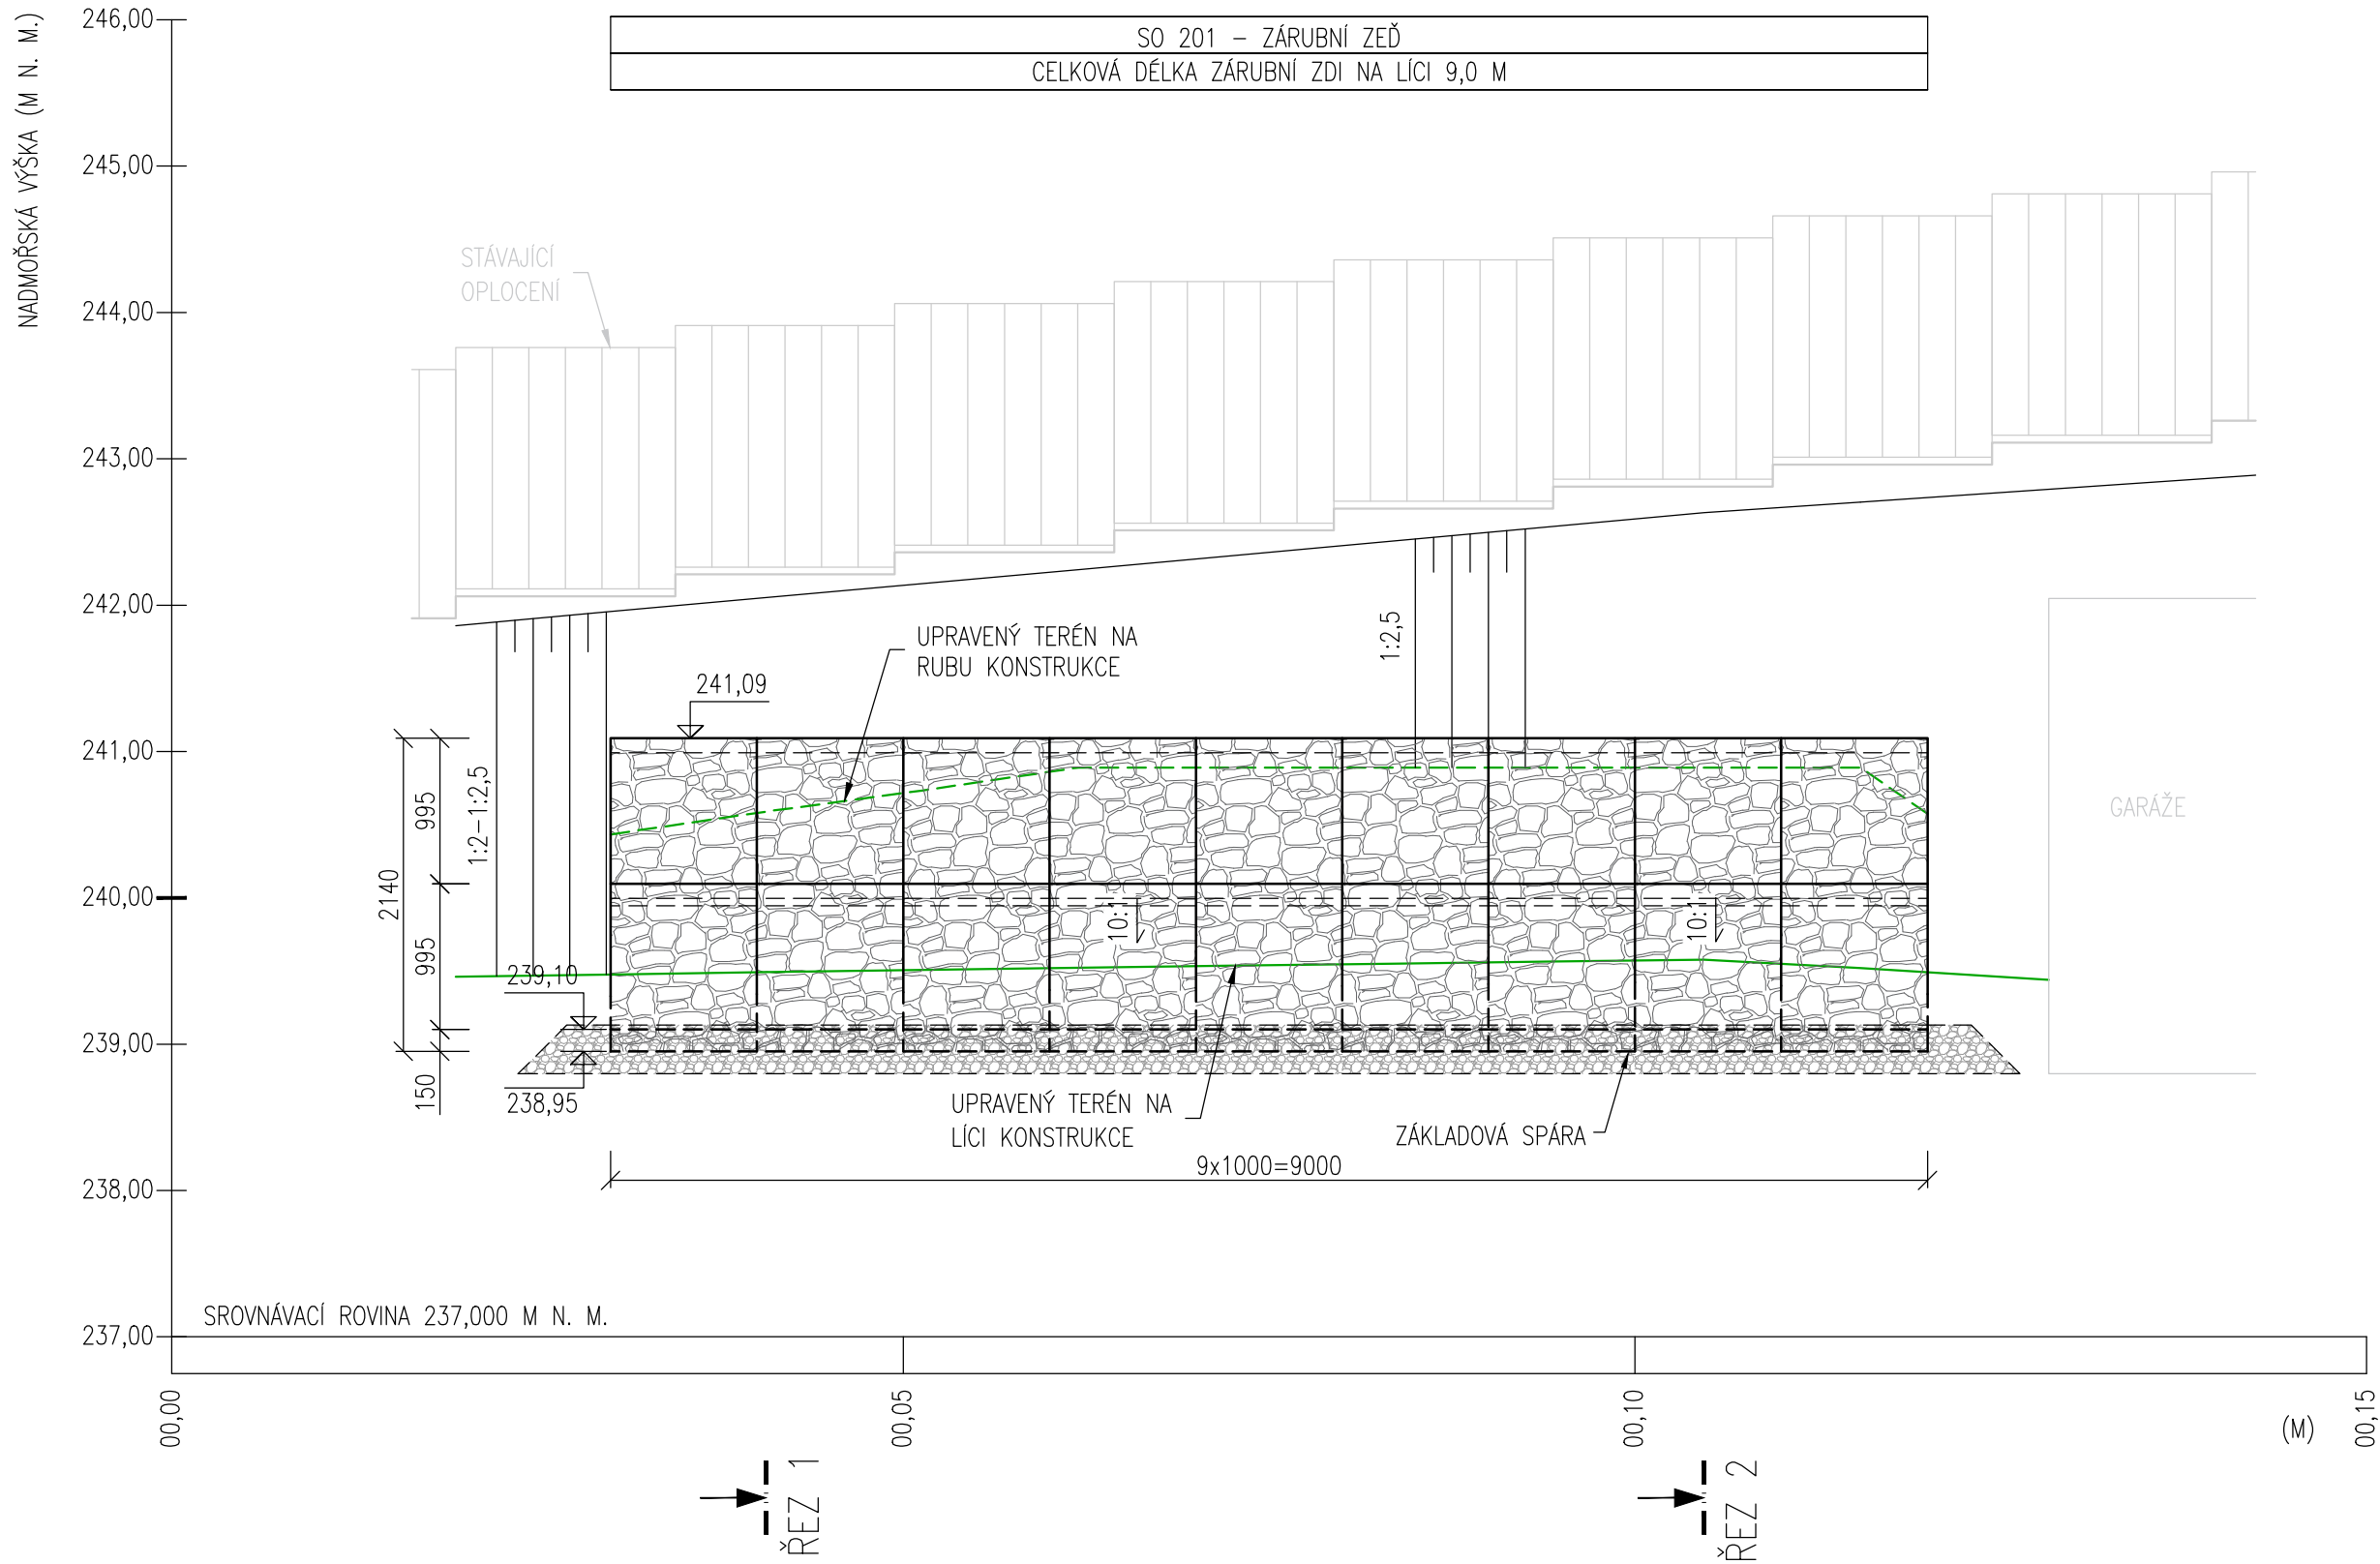 SO 201 – ZÁRUBNÍ ZEĎ
CELKOVÁ DÉLKA ZÁRUBNÍ ZDI NA LÍCI 9,0 M
NADMOŘSKÁ VÝŠKA (M N. M.)
246,00
245,00
244,00
243,00
242,00
241,00
240,00
239,00
238,00
237,00
STÁVAJÍCÍ
OPLOCENÍ
UPRAVENÝ TERÉN NA
RUBU KONSTRUKCE
1:2,5
241,09
1:2–1:2,5
995
2140
995
150
239,10
238,95
10:1
10:1
GARÁŽE
UPRAVENÝ TERÉN NA
LÍCI KONSTRUKCE
ZÁKLADOVÁ SPÁRA
9x1000=9000
SROVNÁVACÍ ROVINA 237,000 M N. M.
00,00
00,05
00,10
00,15
(M)
ŘEZ 1
ŘEZ 2